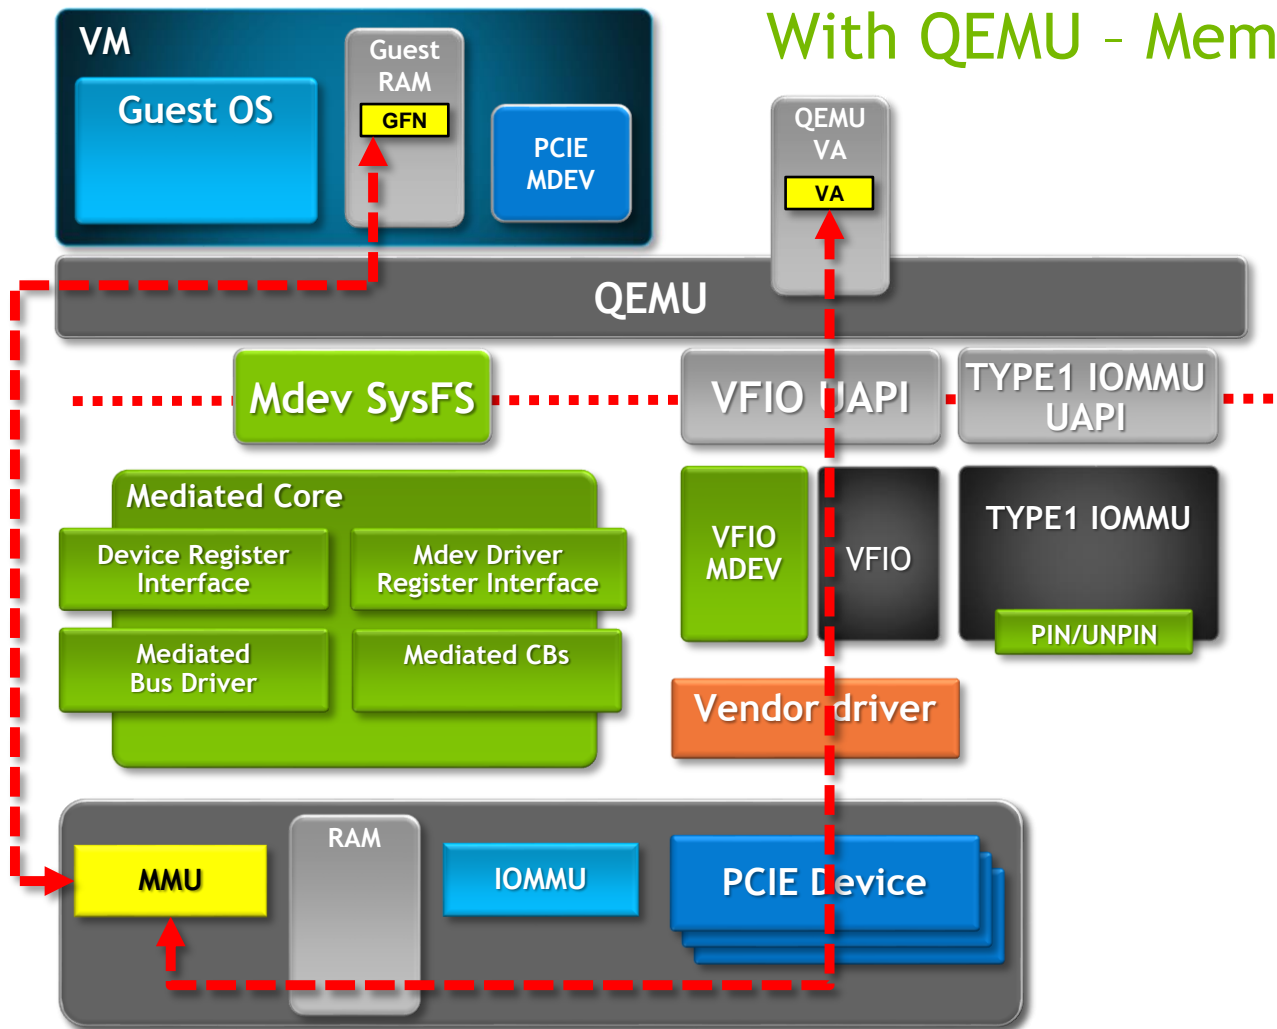 With QEMU – Mem
VM
Guest OS
Guest
RAM
GFN
PCIE
MDEV
QEMU
VA
VA
QEMU
Mdev SysFS
VFIO UAPI
TYPE1 IOMMU
UAPI
Mediated Core
Device Register
Interface
Mdev Driver
Register Interface
Mediated
Bus Driver
Mediated CBs
VFIO
MDEV
VFIO
TYPE1 IOMMU
PIN/UNPIN
Vendor driver
MMU
RAM
IOMMU
PCIE Device